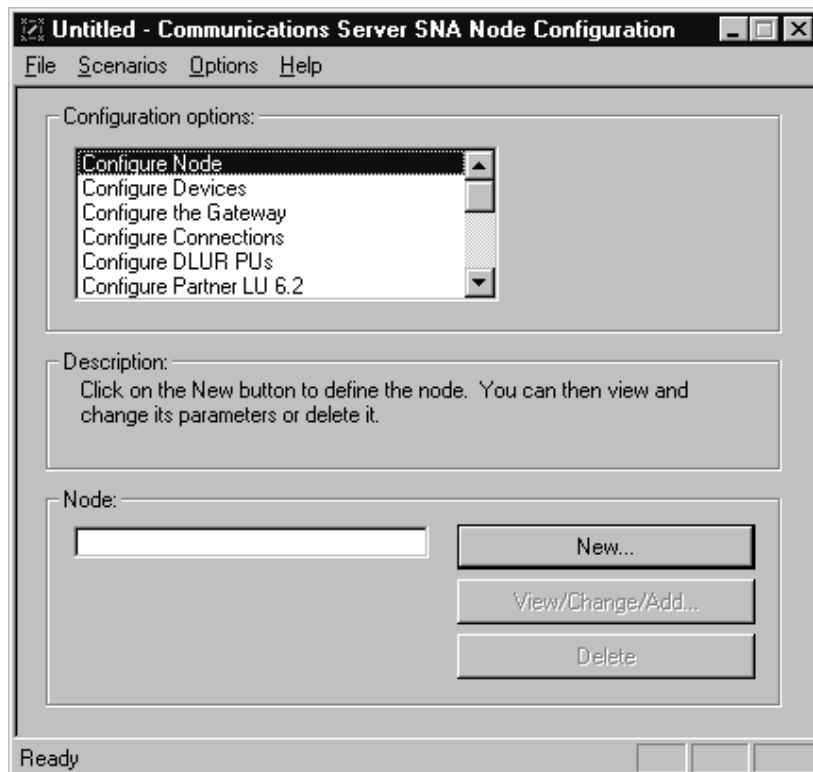 Untitled - Communications Server SNA Node Configuration
File Scenarios Options Help
Configuration options:
Configure Node
Configure Devices
Configure the Gateway
Configure Connections
Configure DLUR PUs
Configure Partner LU 6.2
Description:
Click on the New button to define the node. You can then view and
change its parameters or delete it.
Node:
New...
View/Change/Add...
Delete
Ready